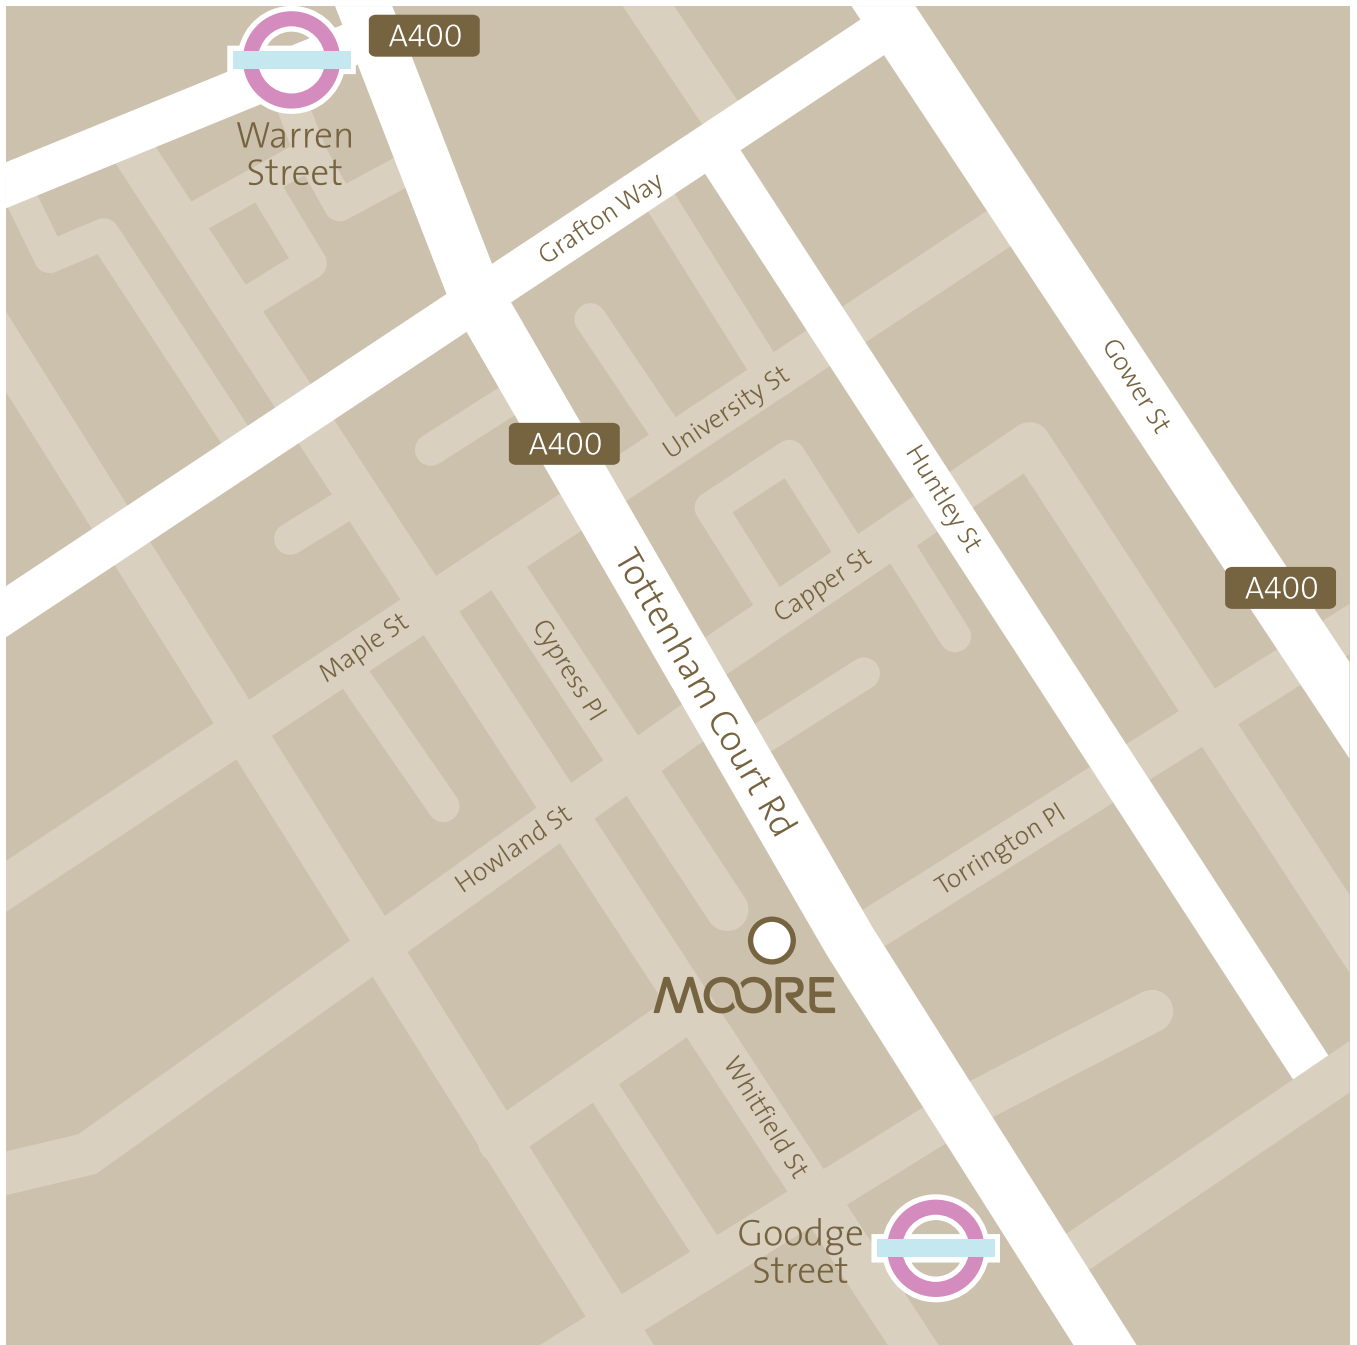 A400
Warren
Street
Grafton Way
Gower St
University St
A400
Huntley St
Capper St
Tottenham Court Rd
A400
Maple St
Cypress Pl
Howland St
Torrington Pl
MOORE
Whitfield St
Goodge
Street